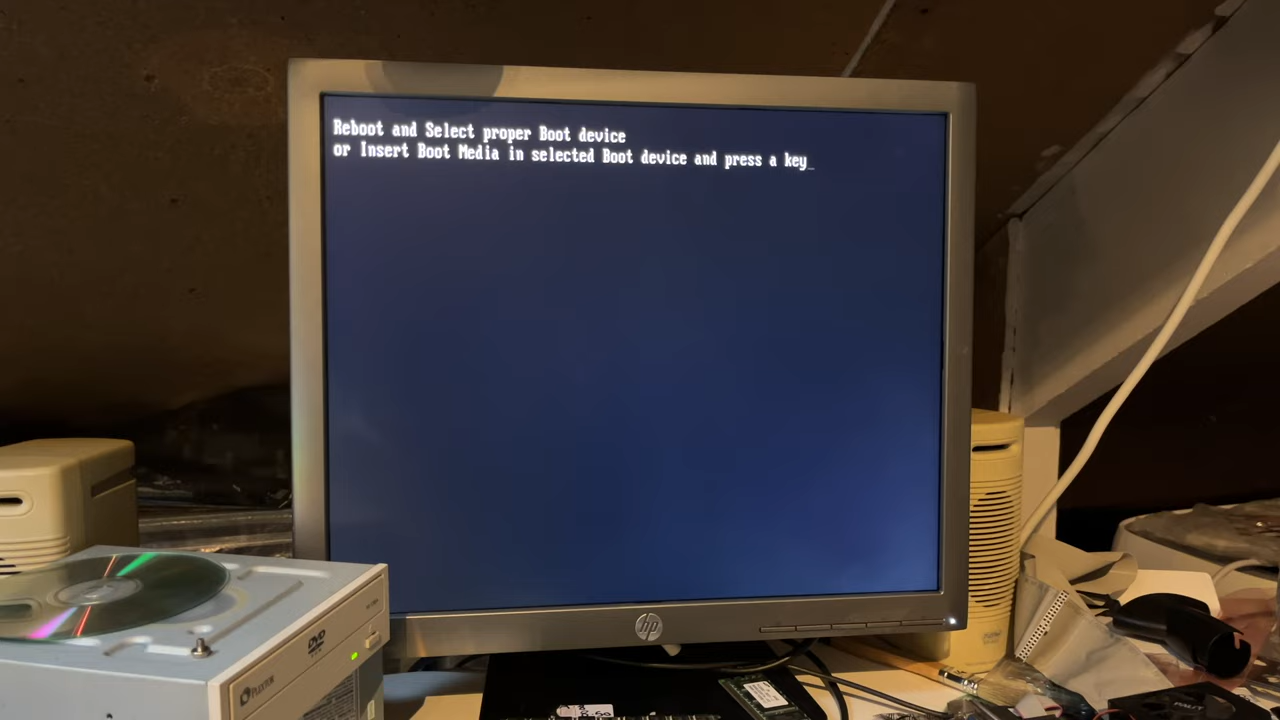 Reboot and Select proper Boot device
or Insert Boot Media in selected Boot device and press a key_
hp
DVD
PLEXTOR